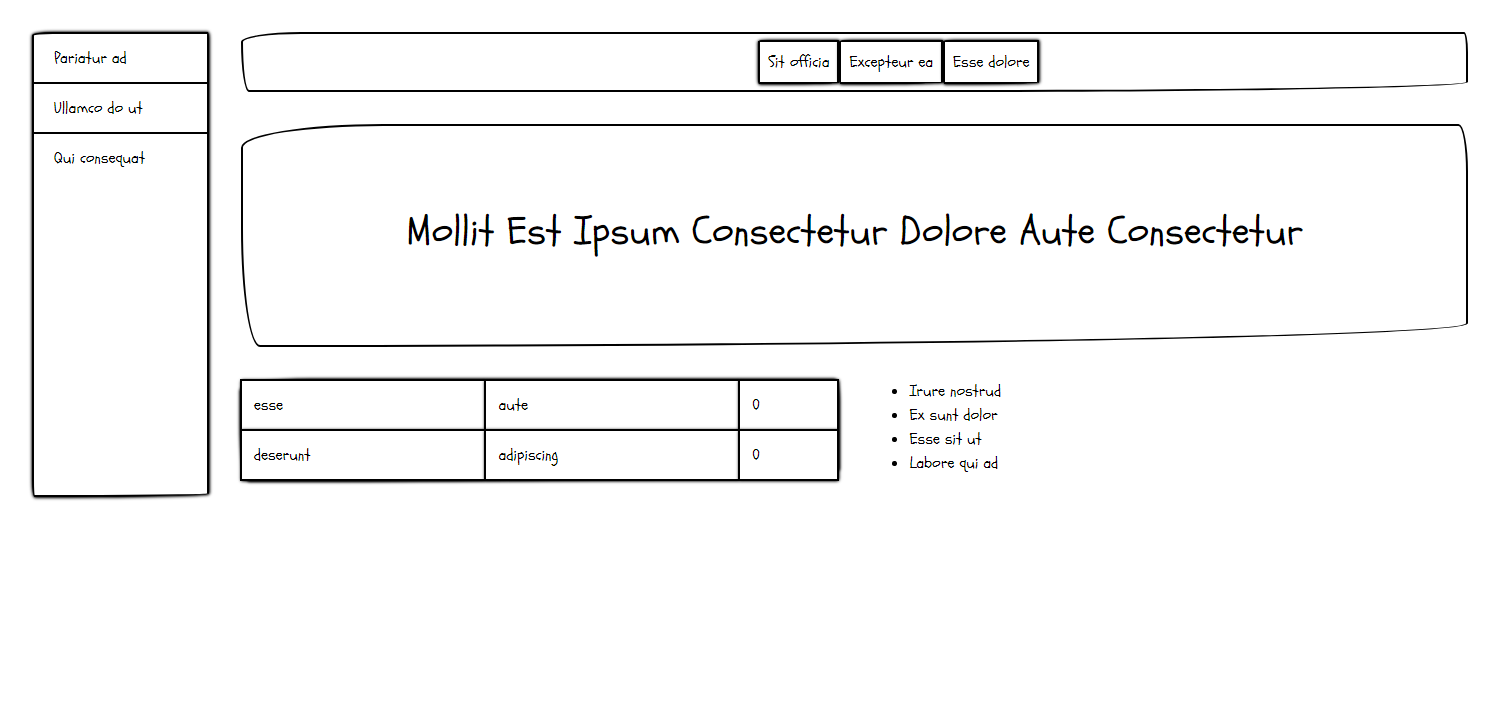 Pariatur ad
Ullamco do ut
Qui consequat
Sit officia Excepteur ea Esse dolore
Mollit Est Ipsum Consectetur Dolore Aute Consectetur
esse aute 0
deserunt adipiscing 0
Irure nostrud
Ex sunt dolor
Esse sit ut
Labore qui ad